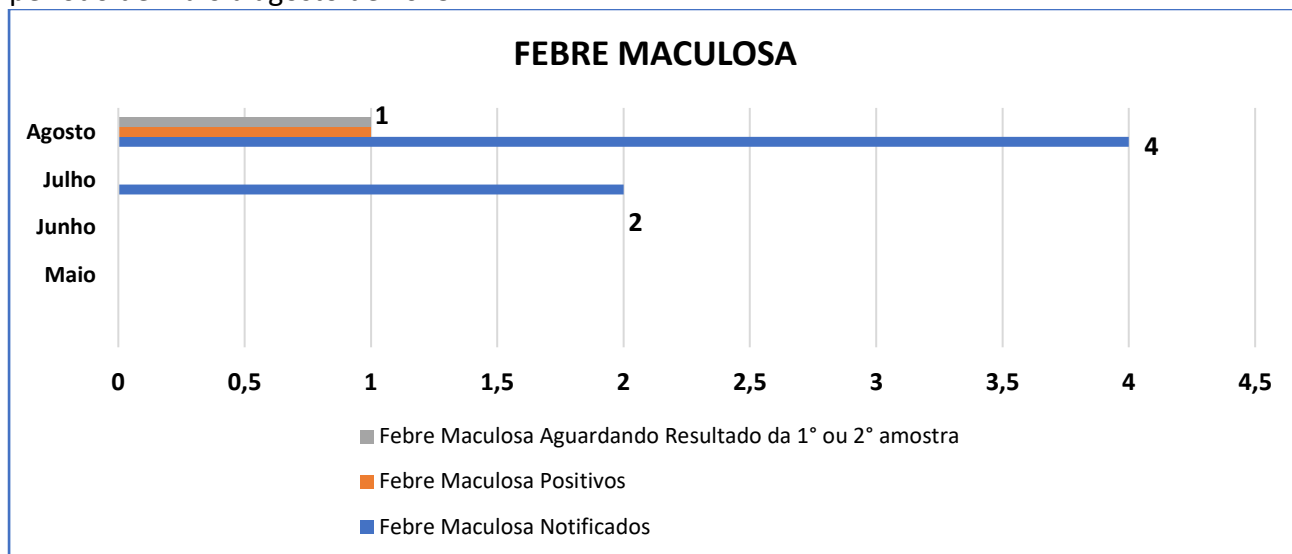 FEBRE MACULOSA
1
Agosto
4
Julho
Junho
2
Maio
0 0,5 1 1,5 2 2,5 3 3,5 4 4,5
Febre Maculosa Aguardando Resultado da 1° ou 2° amostra
Febre Maculosa Positivos
Febre Maculosa Notificados